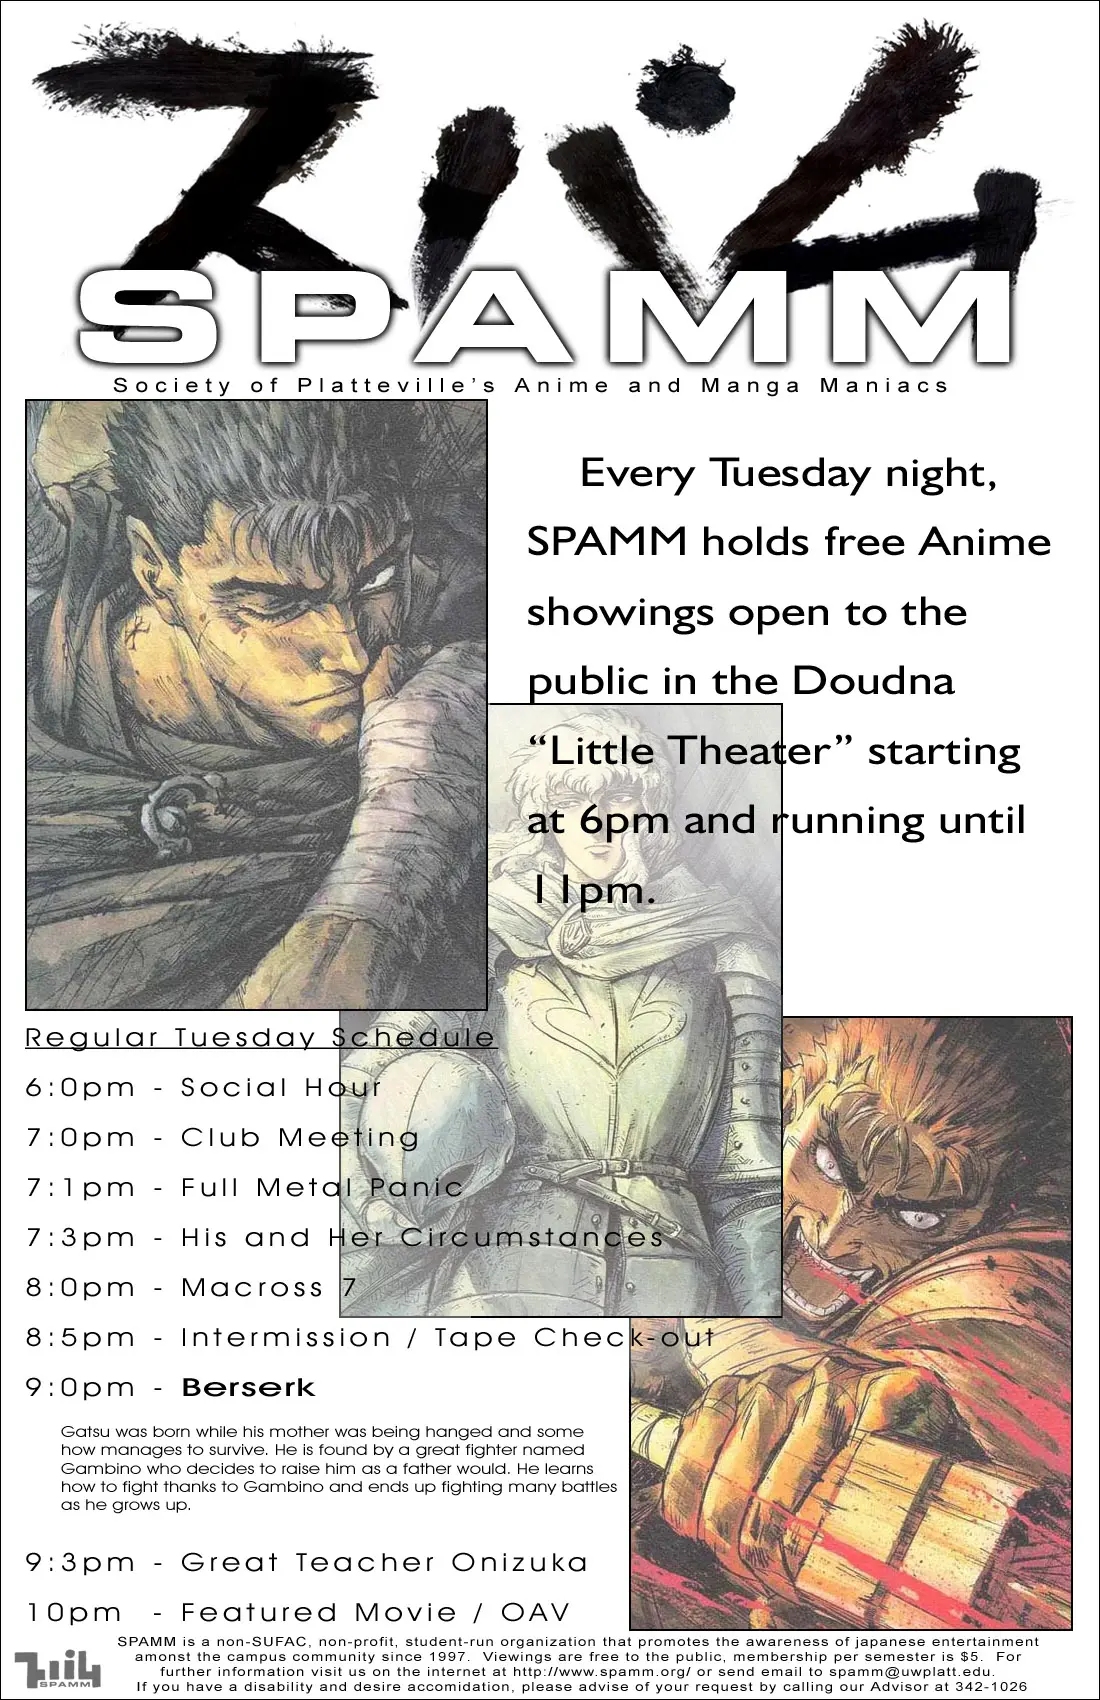 スパム
SPAMM
Society of Platteville's Anime and Manga Maniacs
Every Tuesday night,
SPAMM holds free Anime
showings open to the
public in the Doudna
“Little Theater” starting
at 6pm and running until
11pm.
Regular Tuesday Schedule
6:0pm - Social Hour
7:0pm - Club Meeting
7:1pm - Full Metal Panic
7:3pm - His and Her Circumstances
8:0pm - Macross 7
8:5pm - Intermission / Tape Check-out
9:0pm - Berserk
Gatsu was born while his mother was being hanged and some
how manages to survive. He is found by a great fighter named
Gambino who decides to raise him as a father would. He learns
how to fight thanks to Gambino and ends up fighting many battles
as he grows up.
9:3pm - Great Teacher Onizuka
10pm - Featured Movie / OAV
SPAMM is a non-SUFAC, non-profit, student-run organization that promotes the awareness of japanese entertainment
amonst the campus community since 1997. Viewings are free to the public, membership per semester is $5. For
further information visit us on the internet at http://www.spamm.org/ or send email to spamm@uwplatt.edu.
If you have a disability and desire accomidation, please advise of your request by calling our Advisor at 342-1026
スパム
SPAMM